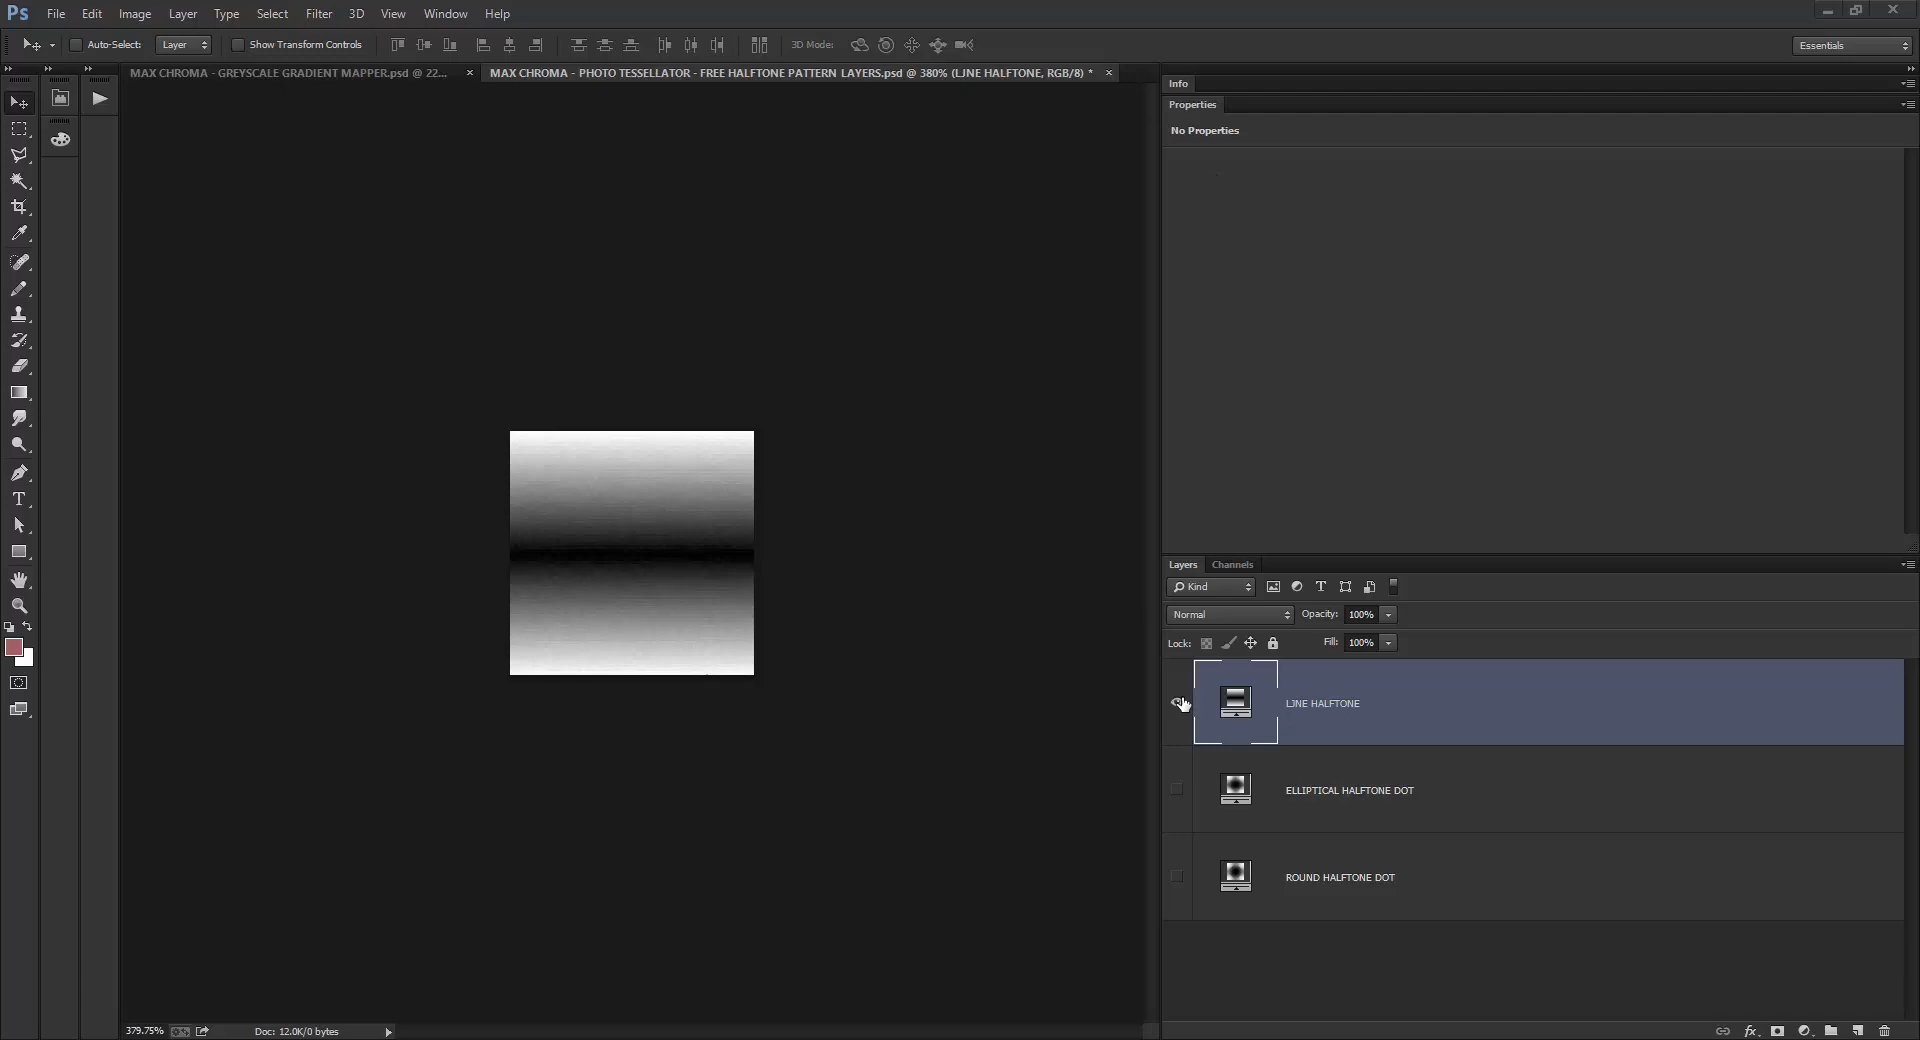 Ps File Edit Image Layer Type Select Filter 3D View Window Help
Auto-Select: Layer Show Transform Controls 3D Mode: Essentials
MAX CHROMA - GREYSCALE GRADIENT MAPPER.psd @ 22... × MAX CHROMA - PHOTO TESSELLATOR - FREE HALFTONE PATTERN LAYERS.psd @ 380% (LINE HALFTONE, RGB/8) * ×
Info
Properties
No Properties
Layers Channels
Kind
Normal Opacity: 100%
Lock: Fill: 100%
LINE HALFTONE
ELLIPTICAL HALFTONE DOT
ROUND HALFTONE DOT
379.75% Doc: 12.0K/0 bytes